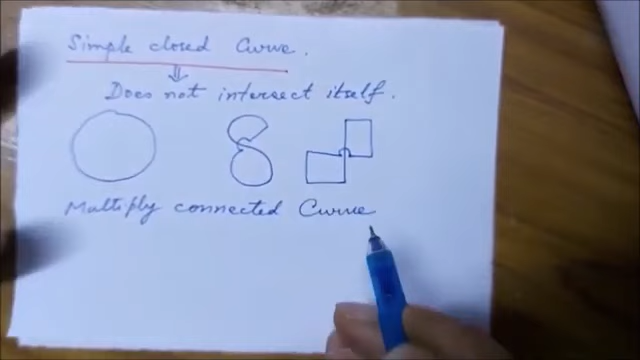 Simple closed Curve.
Does not intersect itself.
Multiply connected Curve